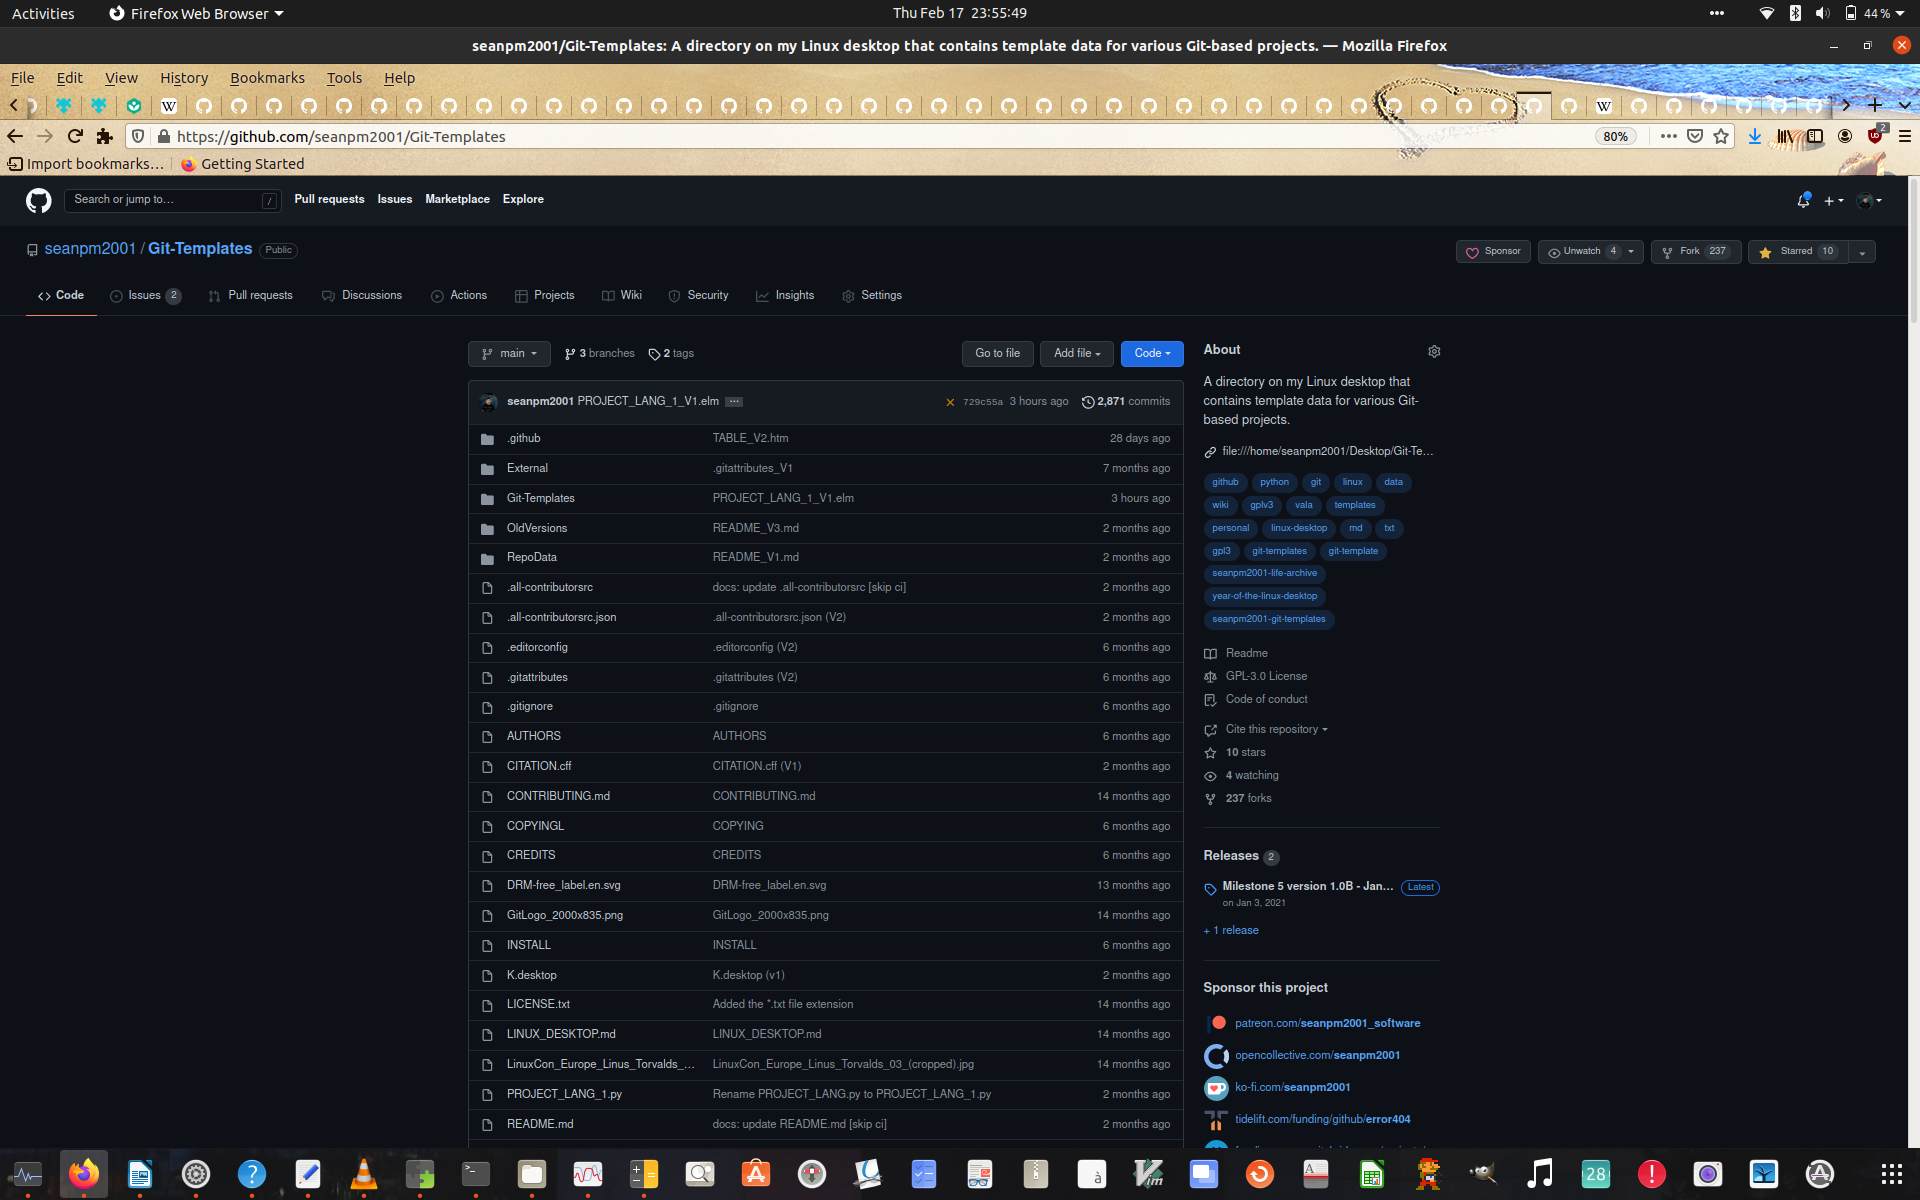 Activities Firefox Web Browser Thu Feb 17 23:55:49 44 %
seanpm2001/Git-Templates: A directory on my Linux desktop that contains template data for various Git-based projects. — Mozilla Firefox
File Edit View History Bookmarks Tools Help
https://github.com/seanpm2001/Git-Templates 80% 2
Import bookmarks… Getting Started
Search or jump to… / Pull requests Issues Marketplace Explore
seanpm2001 / Git-Templates Public Sponsor Unwatch 4 Fork 237 Starred 10
Code Issues 2 Pull requests Discussions Actions Projects Wiki Security Insights Settings
main 3 branches 2 tags Go to file Add file Code
seanpm2001 PROJECT_LANG_1_V1.elm 729c55a 3 hours ago 2,871 commits
.github TABLE_V2.htm 28 days ago
External .gitattributes_V1 7 months ago
Git-Templates PROJECT_LANG_1_V1.elm 3 hours ago
OldVersions README_V3.md 2 months ago
RepoData README_V1.md 2 months ago
.all-contributorsrc docs: update .all-contributorsrc [skip ci] 2 months ago
.all-contributorsrc.json .all-contributorsrc.json (V2) 2 months ago
.editorconfig .editorconfig (V2) 6 months ago
.gitattributes .gitattributes (V2) 6 months ago
.gitignore .gitignore 6 months ago
AUTHORS AUTHORS 6 months ago
CITATION.cff CITATION.cff (V1) 2 months ago
CONTRIBUTING.md CONTRIBUTING.md 14 months ago
COPYINGL COPYING 6 months ago
CREDITS CREDITS 6 months ago
DRM-free_label.en.svg DRM-free_label.en.svg 13 months ago
GitLogo_2000x835.png GitLogo_2000x835.png 14 months ago
INSTALL INSTALL 6 months ago
K.desktop K.desktop (v1) 2 months ago
LICENSE.txt Added the *.txt file extension 14 months ago
LINUX_DESKTOP.md LINUX_DESKTOP.md 14 months ago
LinuxCon_Europe_Linus_Torvalds_… LinuxCon_Europe_Linus_Torvalds_03_(cropped).jpg 14 months ago
PROJECT_LANG_1.py Rename PROJECT_LANG.py to PROJECT_LANG_1.py 2 months ago
README.md docs: update README.md [skip ci] 2 months ago
About
A directory on my Linux desktop that
contains template data for various Git-
based projects.
file:///home/seanpm2001/Desktop/Git-Te…
github python git linux data
wiki gplv3 vala templates
personal linux-desktop md txt
gpl3 git-templates git-template
seanpm2001-life-archive
year-of-the-linux-desktop
seanpm2001-git-templates
Readme
GPL-3.0 License
Code of conduct
Cite this repository
10 stars
4 watching
237 forks
Releases 2
Milestone 5 version 1.0B - Jan… Latest
on Jan 3, 2021
+ 1 release
Sponsor this project
patreon.com/seanpm2001_software
opencollective.com/seanpm2001
ko-fi.com/seanpm2001
tidelift.com/funding/github/error404
28